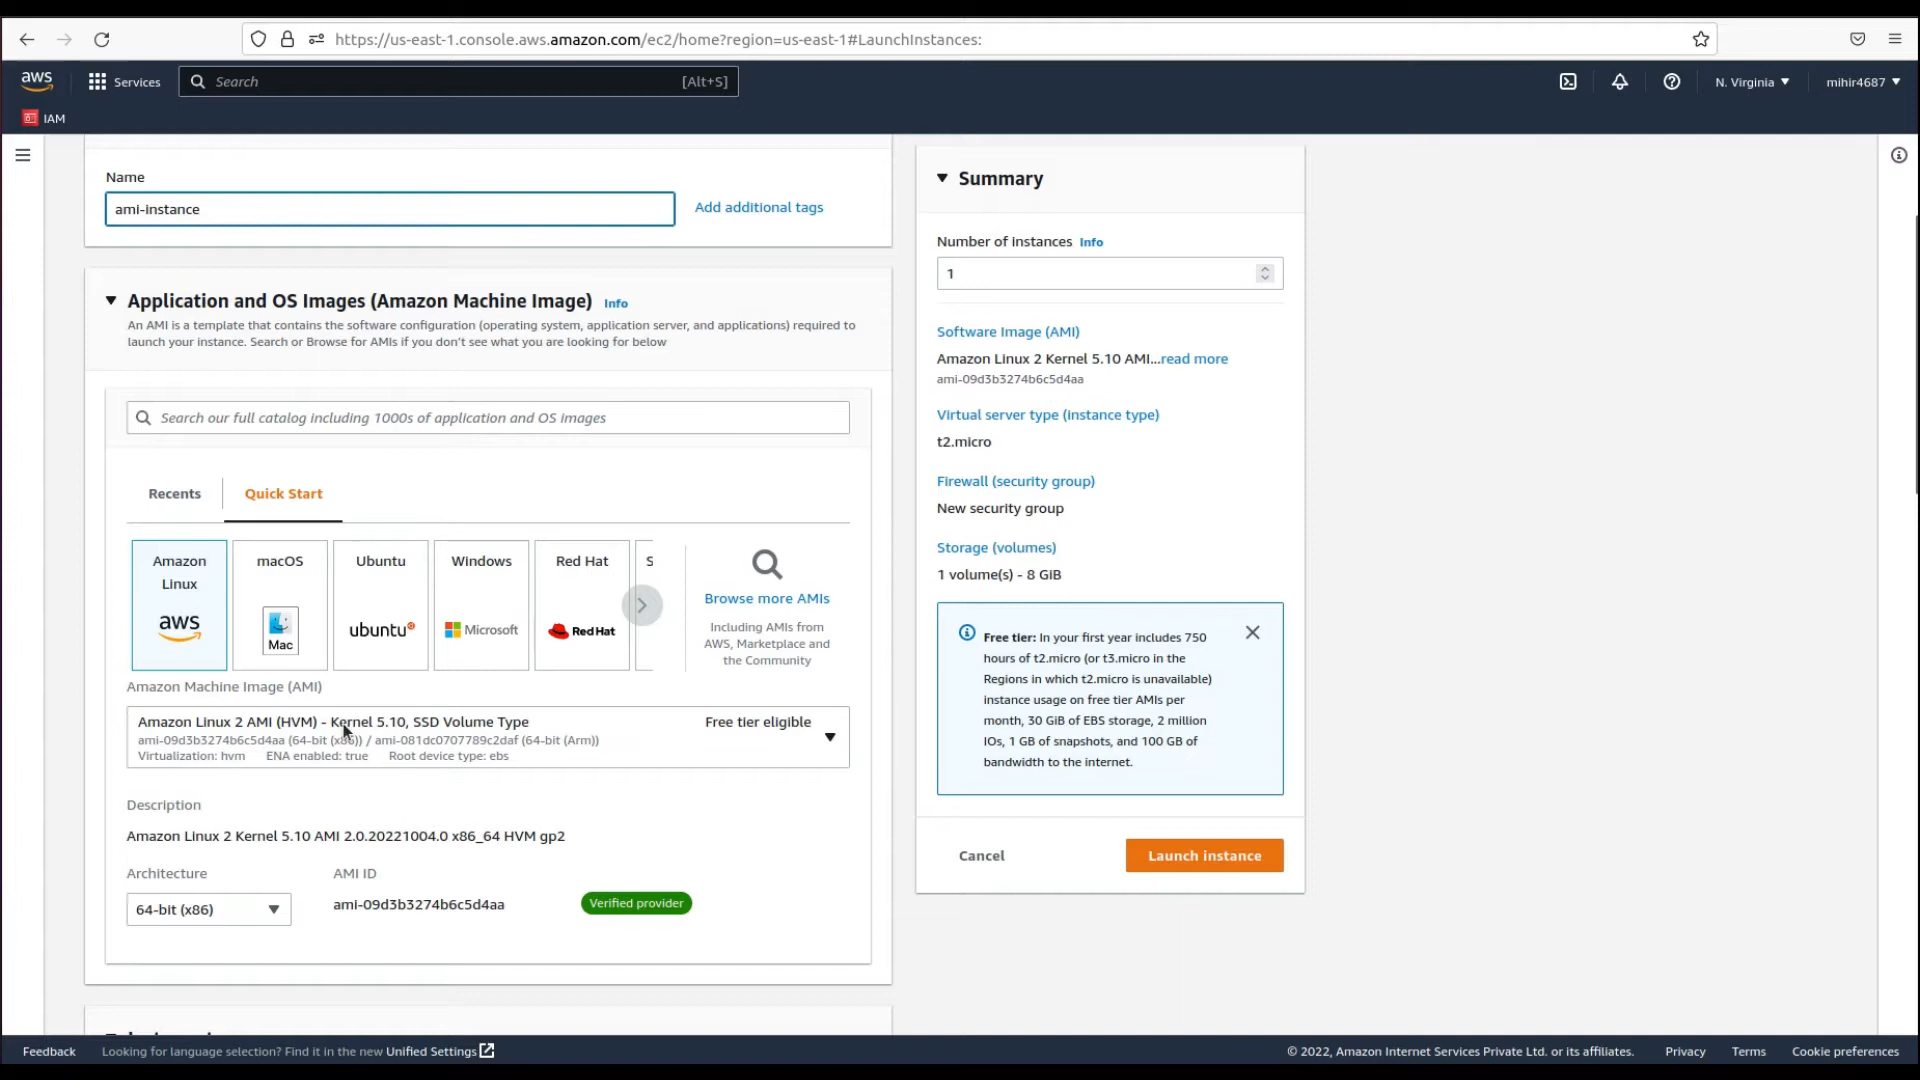 https://us-east-1.console.aws.amazon.com/ec2/home?region=us-east-1#LaunchInstances:
aws
Services
Search
[Alt+S]
N. Virginia
mihir4687
IAM
Name
ami-instance
Add additional tags
Application and OS Images (Amazon Machine Image) Info
An AMI is a template that contains the software configuration (operating system, application server, and applications) required to
launch your instance. Search or Browse for AMIs if you don't see what you are looking for below
Search our full catalog including 1000s of application and OS images
Recents
Quick Start
Amazon
Linux
aws
macOS
Mac
Ubuntu
ubuntu
Windows
Microsoft
Red Hat
Red Hat
S
Browse more AMIs
Including AMIs from
AWS, Marketplace and
the Community
Amazon Machine Image (AMI)
Amazon Linux 2 AMI (HVM) - Kernel 5.10, SSD Volume Type
Free tier eligible
ami-09d3b3274b6c5d4aa (64-bit (x86)) / ami-081dc0707789c2daf (64-bit (Arm))
Virtualization: hvm ENA enabled: true Root device type: ebs
Description
Amazon Linux 2 Kernel 5.10 AMI 2.0.20221004.0 x86_64 HVM gp2
Architecture
64-bit (x86)
AMI ID
ami-09d3b3274b6c5d4aa
Verified provider
Summary
Number of instances Info
1
Software Image (AMI)
Amazon Linux 2 Kernel 5.10 AMI...read more
ami-09d3b3274b6c5d4aa
Virtual server type (instance type)
t2.micro
Firewall (security group)
New security group
Storage (volumes)
1 volume(s) - 8 GiB
Free tier: In your first year includes 750
hours of t2.micro (or t3.micro in the
Regions in which t2.micro is unavailable)
instance usage on free tier AMIs per
month, 30 GiB of EBS storage, 2 million
IOs, 1 GB of snapshots, and 100 GB of
bandwidth to the internet.
Cancel
Launch instance
Feedback
Looking for language selection? Find it in the new Unified Settings
© 2022, Amazon Internet Services Private Ltd. or its affiliates.
Privacy
Terms
Cookie preferences